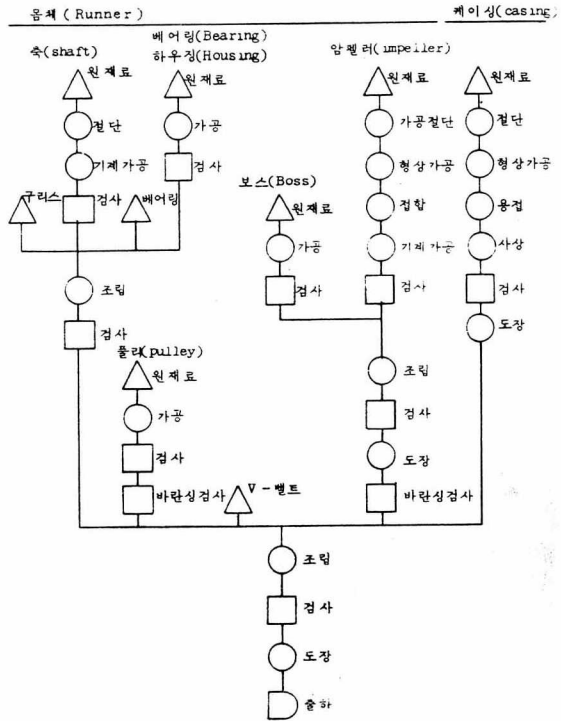 몸체 (Runner)
케이싱(casing)
축(shaft)
베어링(Bearing)
하우징(Housing)
암펠러(impeller)
원재료
원재료
원재료
원재료
절단
가공
가공절단
절단
기계가공
검사
형상가공
형상가공
보스(Boss)
구리스
검사
베어링
원재료
접합
용접
가공
기계가공
사상
조립
검사
검사
검사
검사
도장
풀리(pulley)
원재료
조립
가공
검사
검사
도장
바란싱검사
V-벨트
바란싱검사
조립
검사
도장
출하